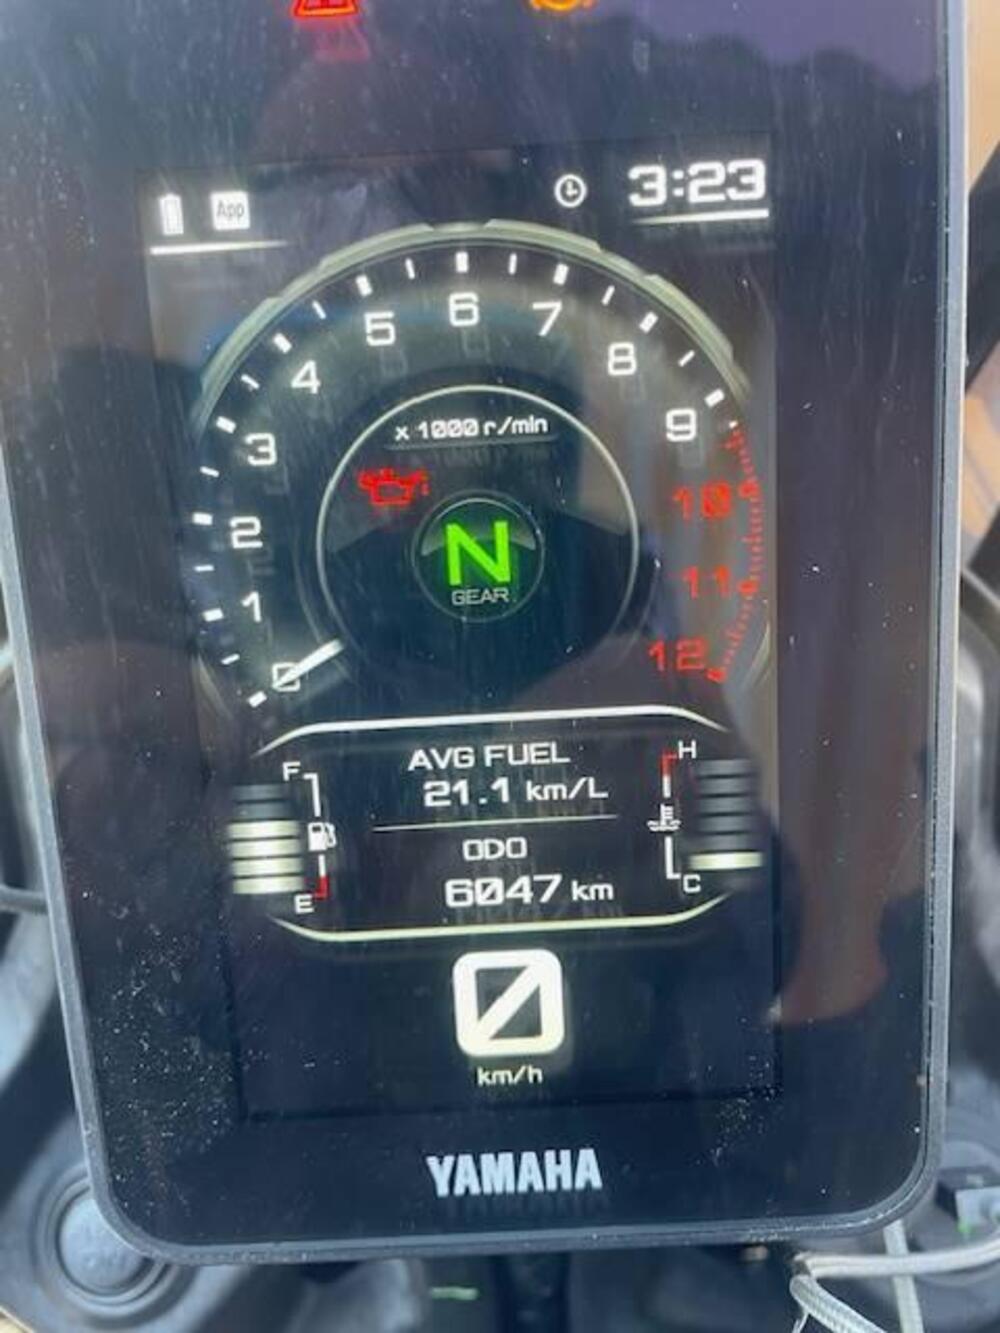 App
3:23
0
1
2
3
4
5
6
7
8
9
10
11
12
x 1000 r/min
N
GEAR
AVG FUEL
21.1 km/L
ODO
6047 km
F
E
H
C
0
km/h
YAMAHA